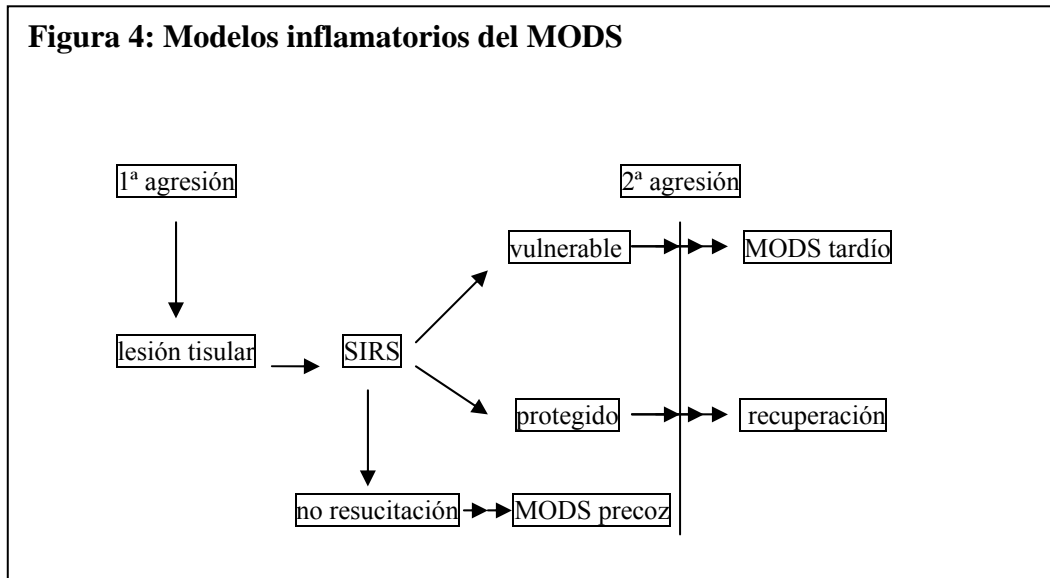 Figura 4: Modelos inflamatorios del MODS
1ª agresión
2ª agresión
vulnerable
MODS tardío
lesión tisular
SIRS
protegido
recuperación
no resucitación
MODS precoz